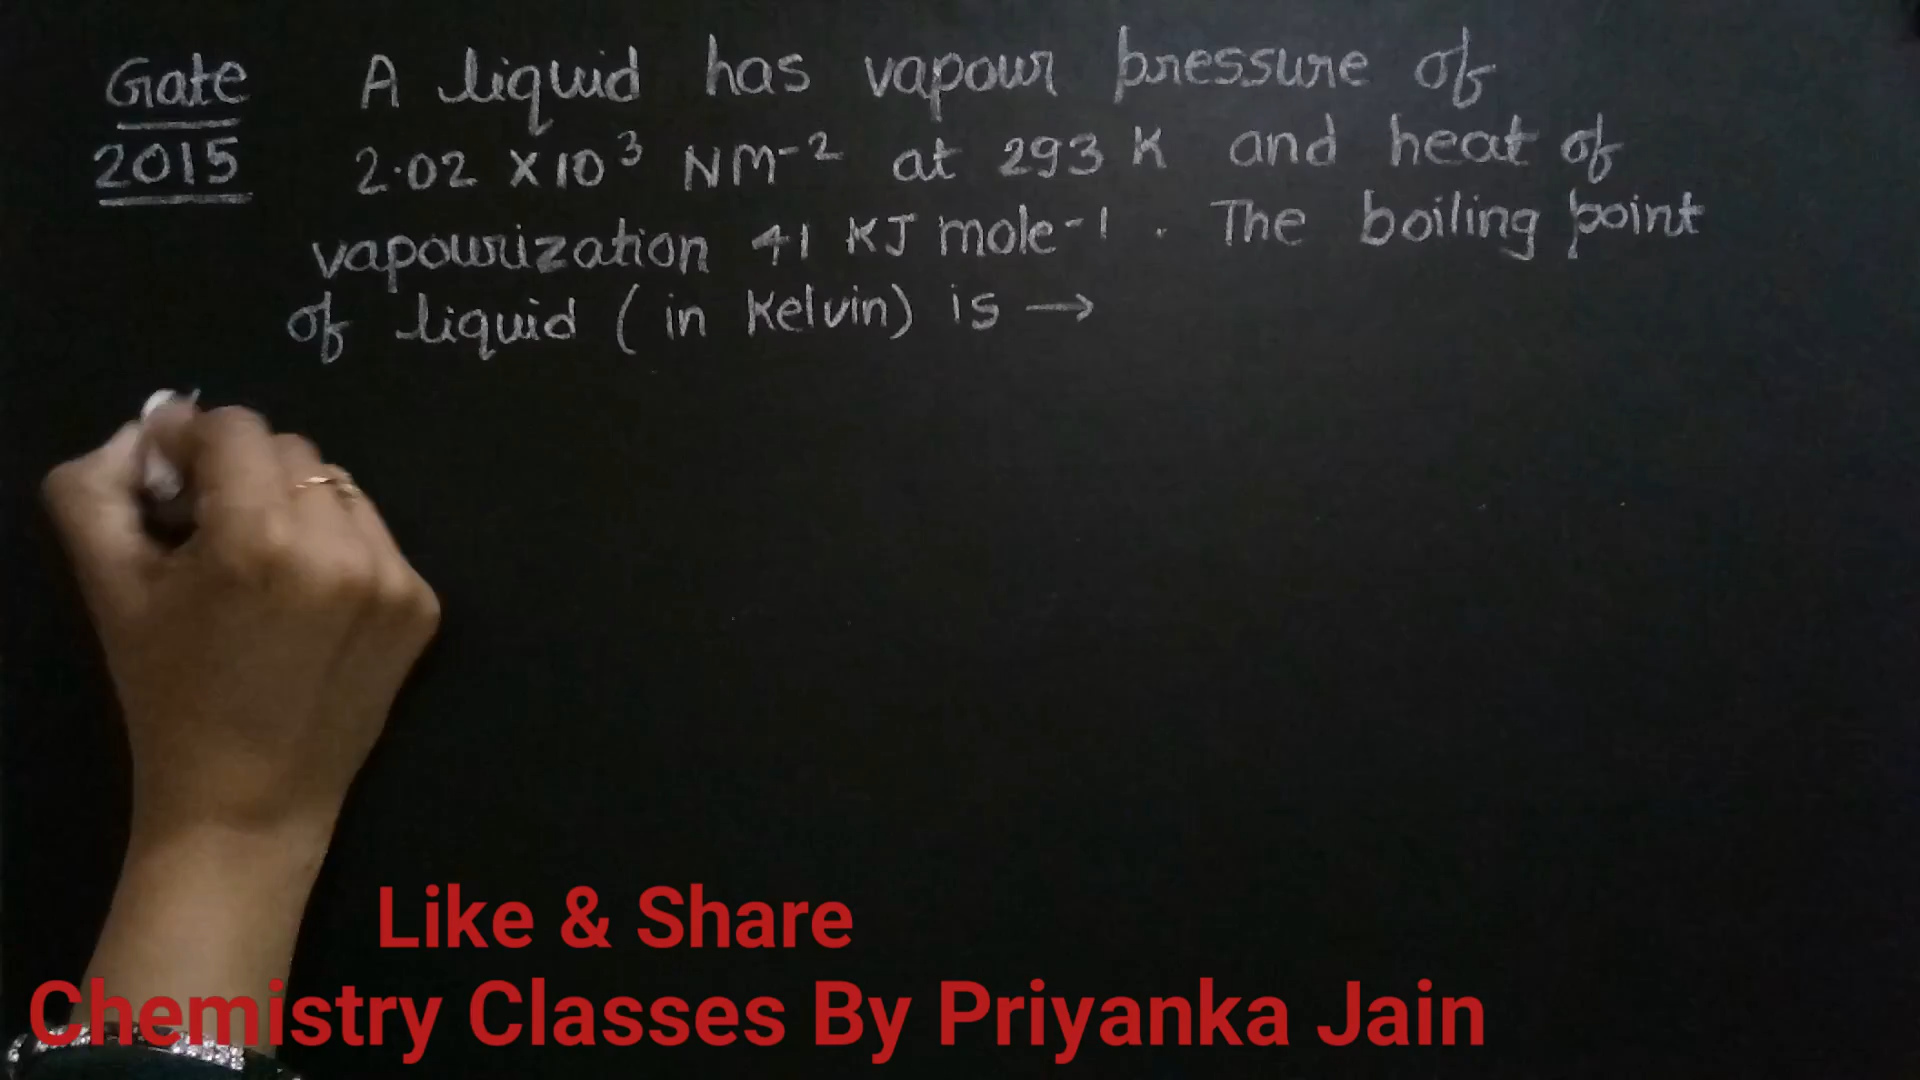 Gate A liquid has vapour pressure of
2015 2.02 ×10³ NM⁻² at 293 K and heat of
vapourization 41 KJ mole⁻¹. The boiling point
of liquid (in Kelvin) is →
Like & Share
Chemistry Classes By Priyanka Jain